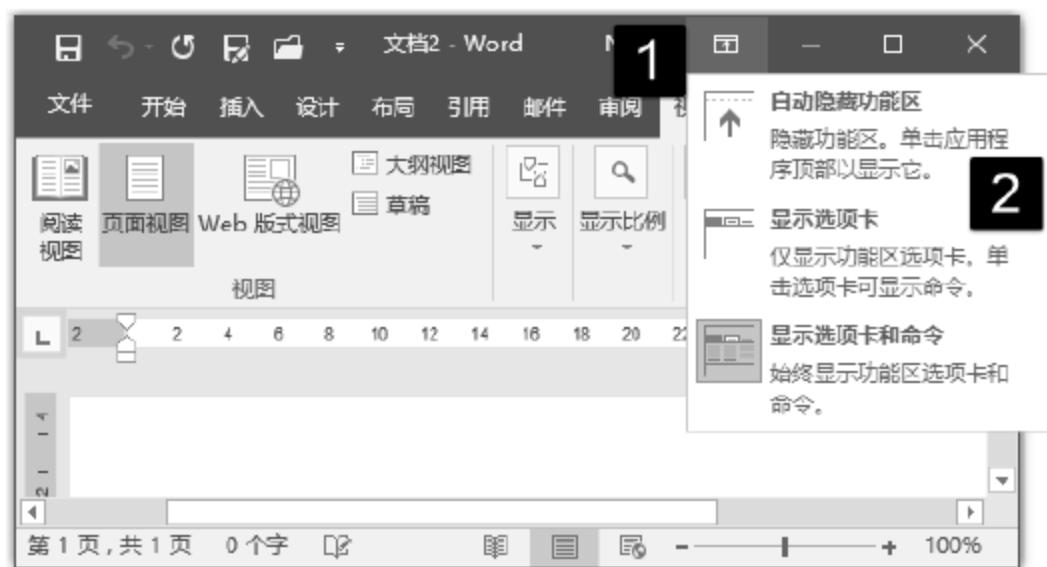 文档2 - Word
1
文件 开始 插入 设计 布局 引用 邮件 审阅
自动隐藏功能区
隐藏功能区。单击应用程
序顶部以显示它。
2
显示选项卡
仅显示功能区选项卡。单
击选项卡可显示命令。
显示选项卡和命令
始终显示功能区选项卡和
命令。
阅读
视图
页面视图
Web 版式视图
大纲视图
草稿
显示
显示比例
视图
L 2 2 4 6 8 10 12 14 16 18 20 22
4
2
第 1 页，共 1 页 0 个字 100%